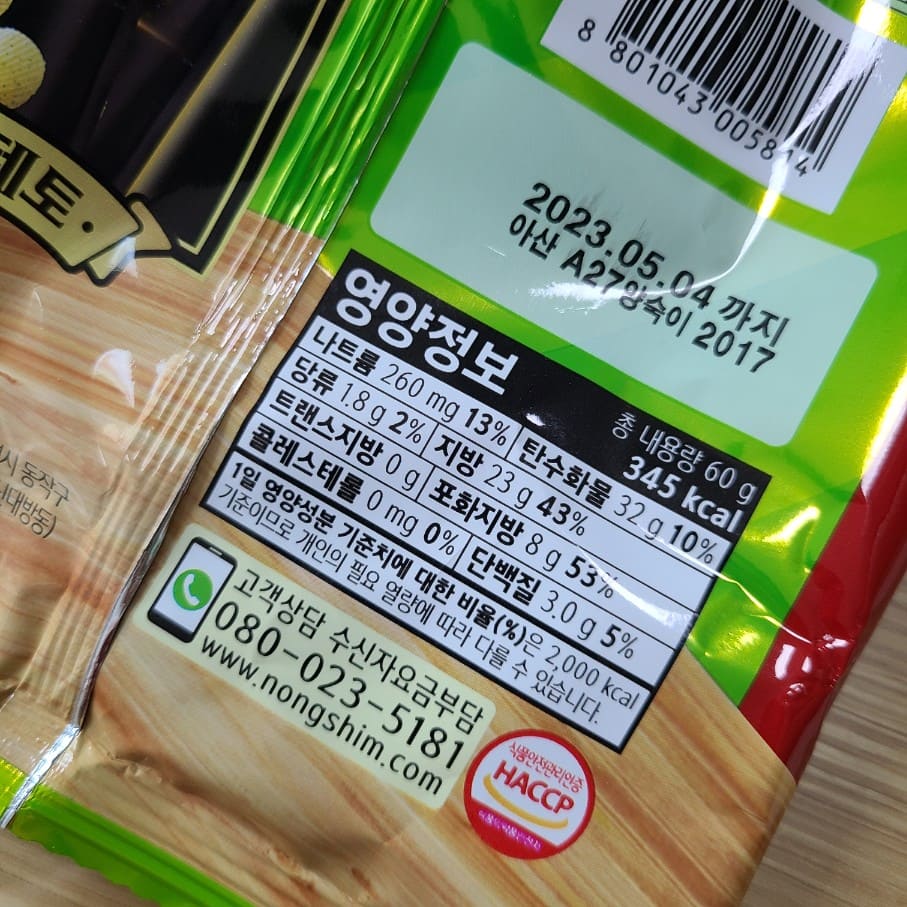 8 801043 005814
테토
2023.05.04 까지
아산 A27양숙이 2017
영양정보
총 내용량 60 g
345 kcal
나트륨 260 mg 13% 탄수화물 32 g 10%
당류 1.8 g 2% 지방 23 g 43%
트랜스지방 0 g 포화지방 8 g 53%
콜레스테롤 0 mg 0% 단백질 3.0 g 5%
1일 영양성분 기준치에 대한 비율(%)은 2,000 kcal
기준이므로 개인의 필요 열량에 따라 다를 수 있습니다.
시 동작구
대방동)
고객상담 수신자요금부담
080-023-5181
www.nongshim.com
식품안전관리인증
HACCP